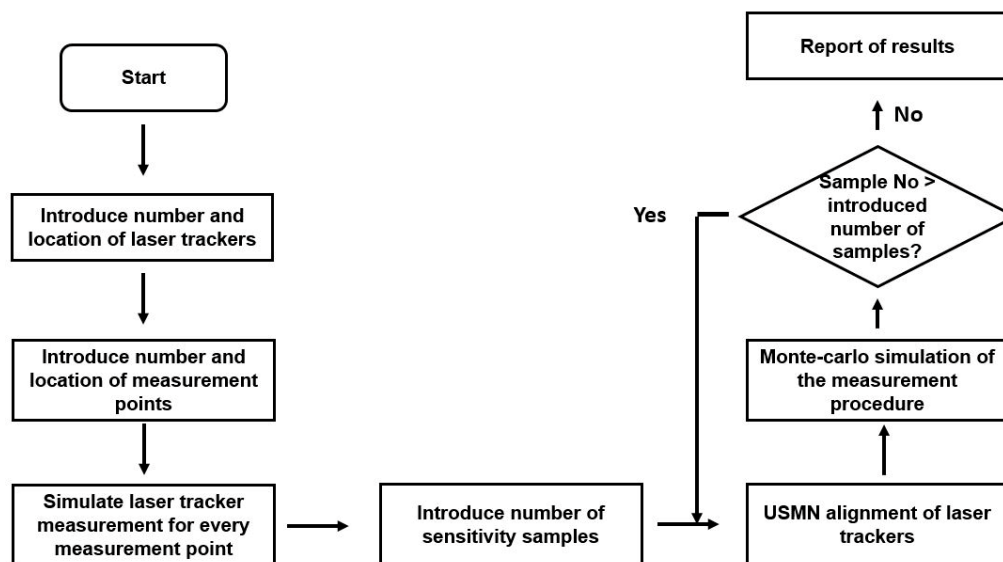 Start
Introduce number and
location of laser trackers
Introduce number and
location of measurement
points
Simulate laser tracker
measurement for every
measurement point
Introduce number of
sensitivity samples
USMN alignment of laser
trackers
Monte-carlo simulation of
the measurement
procedure
Sample No >
introduced
number of
samples?
Yes
No
Report of results